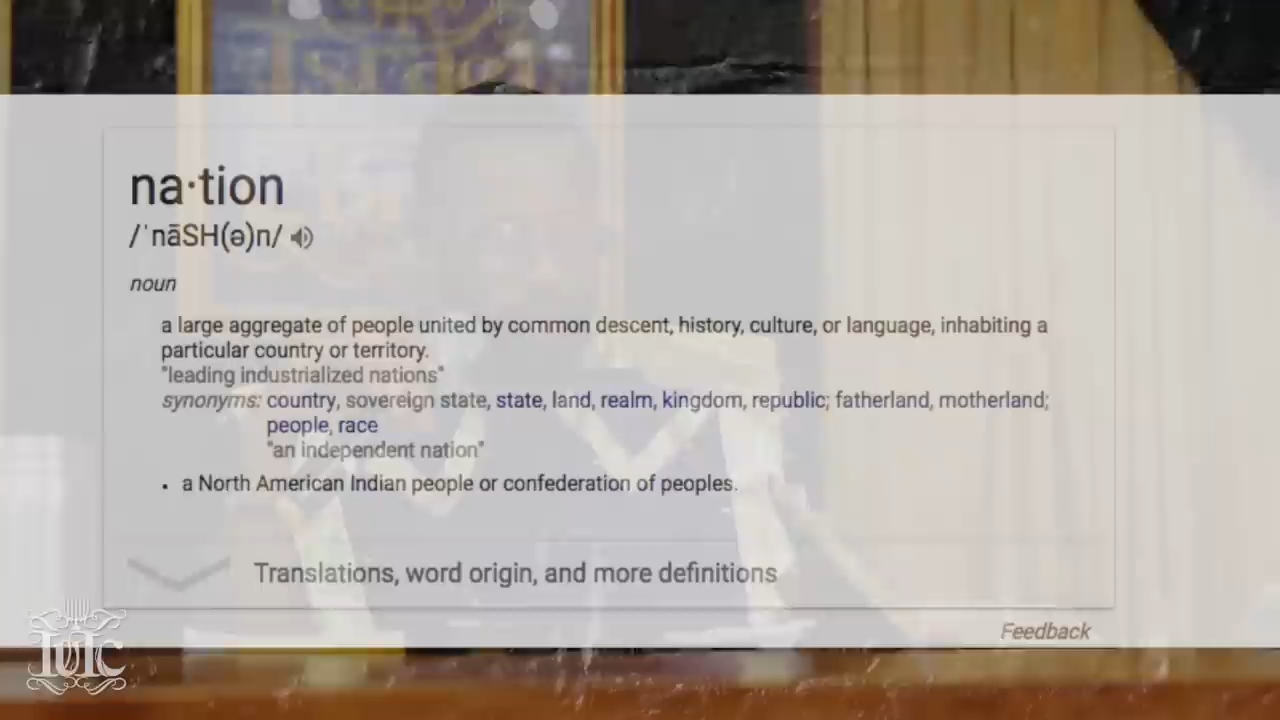 na·tion
/ˈnāSH(ə)n/
noun
a large aggregate of people united by common descent, history, culture, or language, inhabiting a
particular country or territory.
"leading industrialized nations"
synonyms: country, sovereign state, state, land, realm, kingdom, republic; fatherland, motherland;
people, race
"an independent nation"
• a North American Indian people or confederation of peoples.
Translations, word origin, and more definitions
Feedback
IUIC